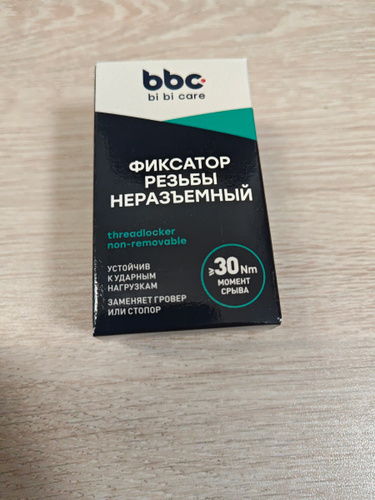 bbc
bi bi care
ФИКСАТОР
РЕЗЬБЫ
НЕРАЗЪЕМНЫЙ
threadlocker
non-removable
УСТОЙЧИВ
К УДАРНЫМ
НАГРУЗКАМ
ЗАМЕНЯЕТ ГРОВЕР
ИЛИ СТОПОР
≥30 Nm
МОМЕНТ
СРЫВА